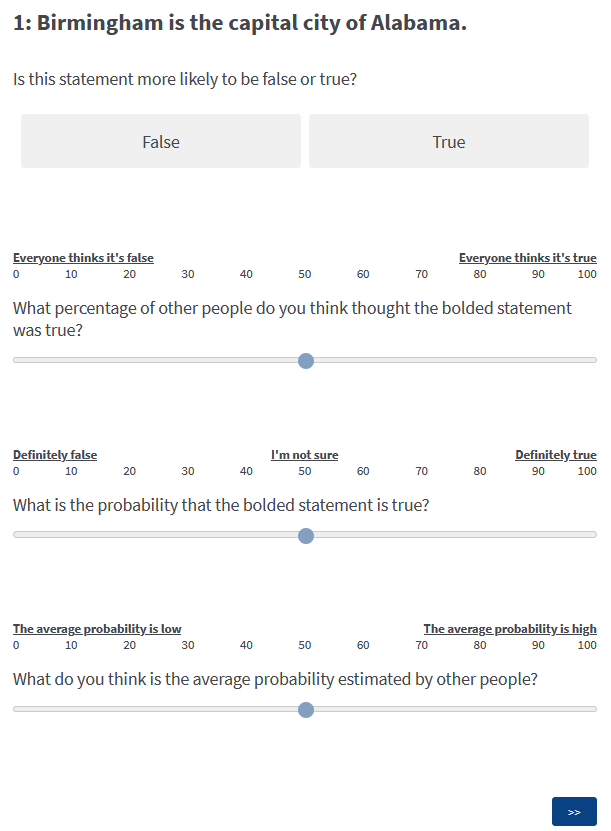 1: Birmingham is the capital city of Alabama.
Is this statement more likely to be false or true?
False True
Everyone thinks it's false Everyone thinks it's true
0 10 20 30 40 50 60 70 80 90 100
What percentage of other people do you think thought the bolded statement
was true?
Definitely false I'm not sure Definitely true
0 10 20 30 40 50 60 70 80 90 100
What is the probability that the bolded statement is true?
The average probability is low The average probability is high
0 10 20 30 40 50 60 70 80 90 100
What do you think is the average probability estimated by other people?
>>